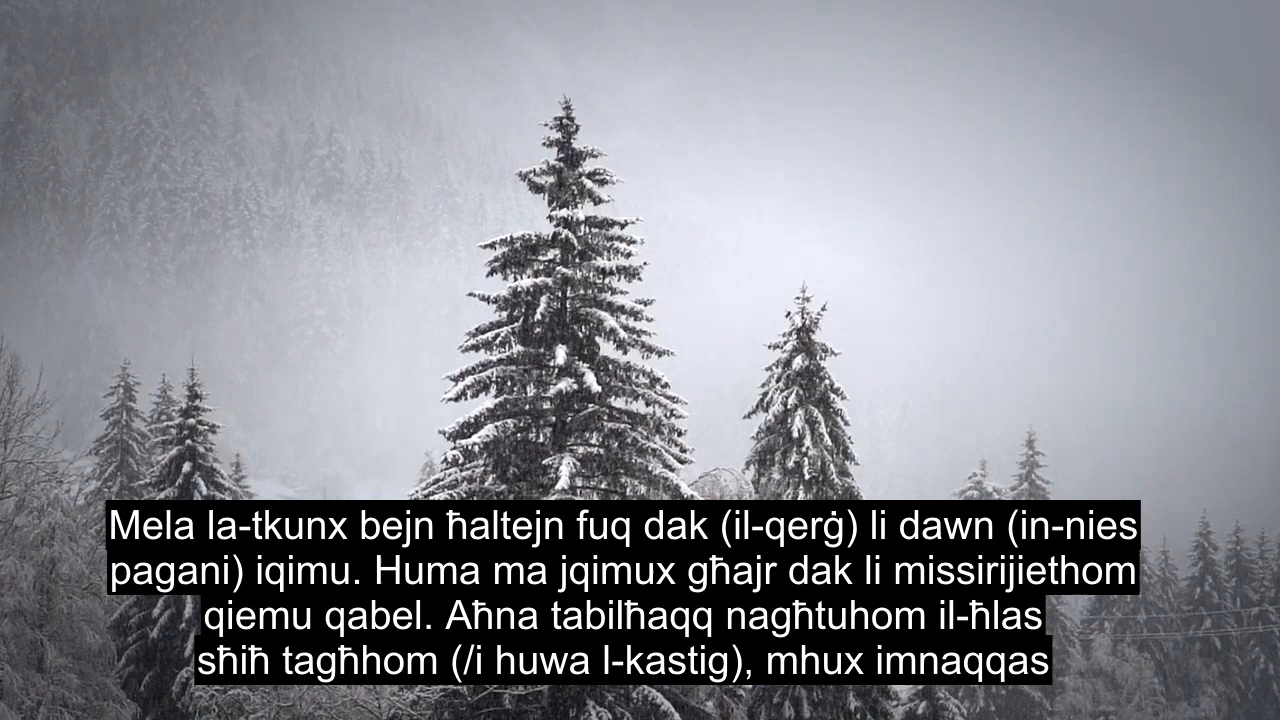 Mela la-tkunx bejn ħaltejn fuq dak (il-qerġ) li dawn (in-nies
pagani) iqimu. Huma ma jqimux għajr dak li missirijiethom
qiemu qabel. Aħna tabilħaqq nagħtuhom il-ħlas
sħiħ tagħhom (/i huwa l-kastig), mhux imnaqqas